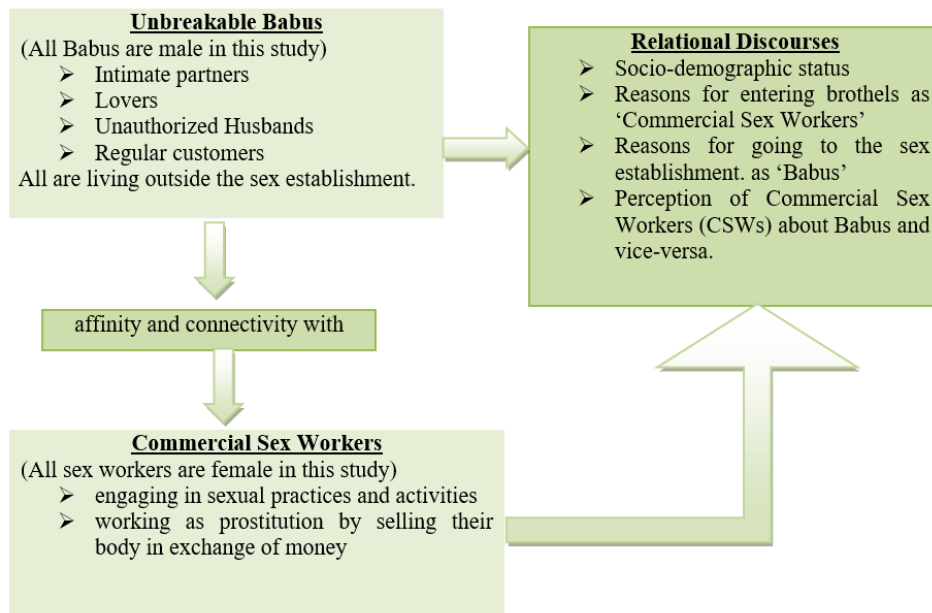 Unbreakable Babus
(All Babus are male in this study)
➢ Intimate partners
➢ Lovers
➢ Unauthorized Husbands
➢ Regular customers
All are living outside the sex establishment.
affinity and connectivity with
Commercial Sex Workers
(All sex workers are female in this study)
➢ engaging in sexual practices and activities
➢ working as prostitution by selling their
body in exchange of money
Relational Discourses
➢ Socio-demographic status
➢ Reasons for entering brothels as
‘Commercial Sex Workers’
➢ Reasons for going to the sex
establishment. as ‘Babus’
➢ Perception of Commercial Sex
Workers (CSWs) about Babus and
vice-versa.